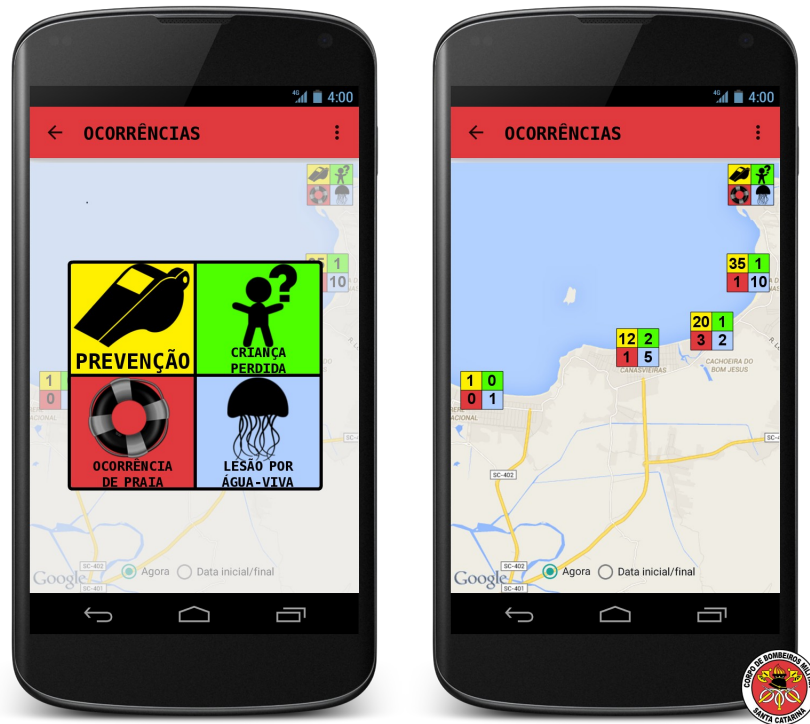 4G 4:00
OCORRÊNCIAS
1
10
PREVENÇÃO
CRIANÇA
PERDIDA
OCORRÊNCIA
DE PRAIA
LESÃO POR
ÁGUA-VIVA
1
0
SC-402
SC-401
Google
Agora
Data inicial/final
4G 4:00
OCORRÊNCIAS
35 1
1 10
20 1
3 2
12 2
1 5
CANASVIEIRAS
CACHOEIRA DO
BOM JESUS
1 0
0 1
SC-402
SC-402
SC-401
Google
Agora
Data inicial/final
CORPO DE BOMBEIROS
SANTA CATARINA